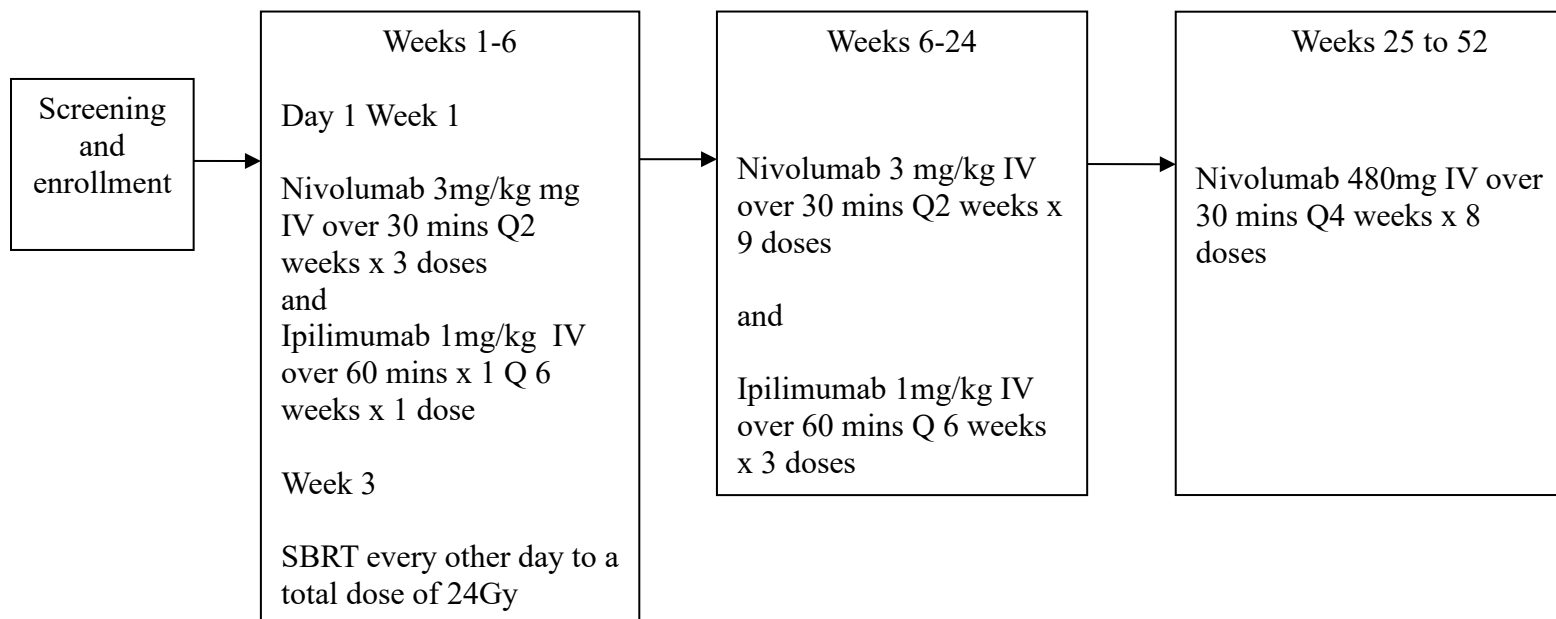 Screening
and
enrollment
Weeks 1-6
Day 1 Week 1
Nivolumab 3mg/kg mg
IV over 30 mins Q2
weeks x 3 doses
and
Ipilimumab 1mg/kg  IV
over 60 mins x 1 Q 6
weeks x 1 dose
Week 3
SBRT every other day to a
total dose of 24Gy
Weeks 6-24
Nivolumab 3 mg/kg IV
over 30 mins Q2 weeks x
9 doses
and
Ipilimumab 1mg/kg IV
over 60 mins Q 6 weeks
x 3 doses
Weeks 25 to 52
Nivolumab 480mg IV over
30 mins Q4 weeks x 8
doses